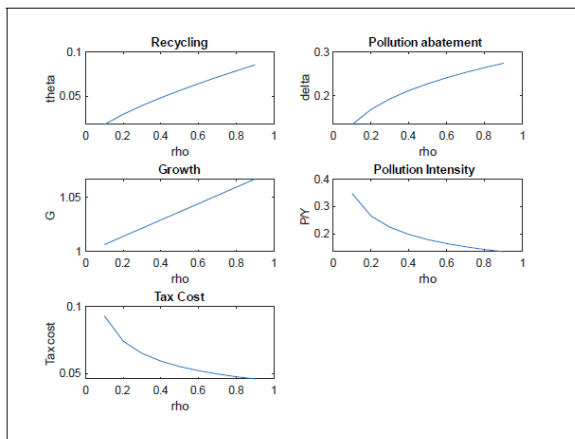 Recycling
0.1
0.05
theta
0 0.2 0.4 0.6 0.8 1
rho
Pollution abatement
0.3
0.2
delta
0 0.2 0.4 0.6 0.8 1
rho
Growth
1.05
1
G
0 0.2 0.4 0.6 0.8 1
rho
Pollution Intensity
0.4
0.3
0.2
P/Y
0 0.2 0.4 0.6 0.8 1
rho
Tax Cost
0.1
0.05
Tax cost
0 0.2 0.4 0.6 0.8 1
rho